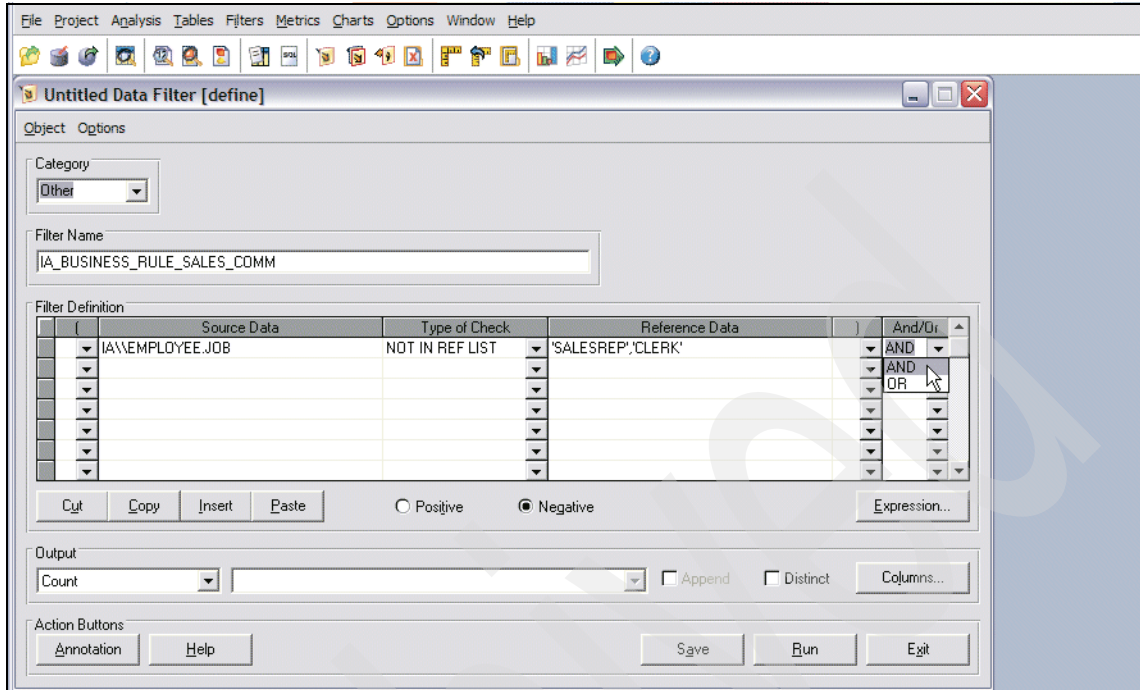 File Project Analysis Tables Filters Metrics Charts Options Window Help
Untitled Data Filter [define]
Object Options
Category
Other
Filter Name
IA_BUSINESS_RULE_SALES_COMM
Filter Definition
( Source Data Type of Check Reference Data ) And/Or
IA\\EMPLOYEE.JOB NOT IN REF LIST 'SALESREP','CLERK' AND
AND
OR
Cut Copy Insert Paste Positive Negative Expression...
Output
Count Append Distinct Columns...
Action Buttons
Annotation Help Save Run Exit